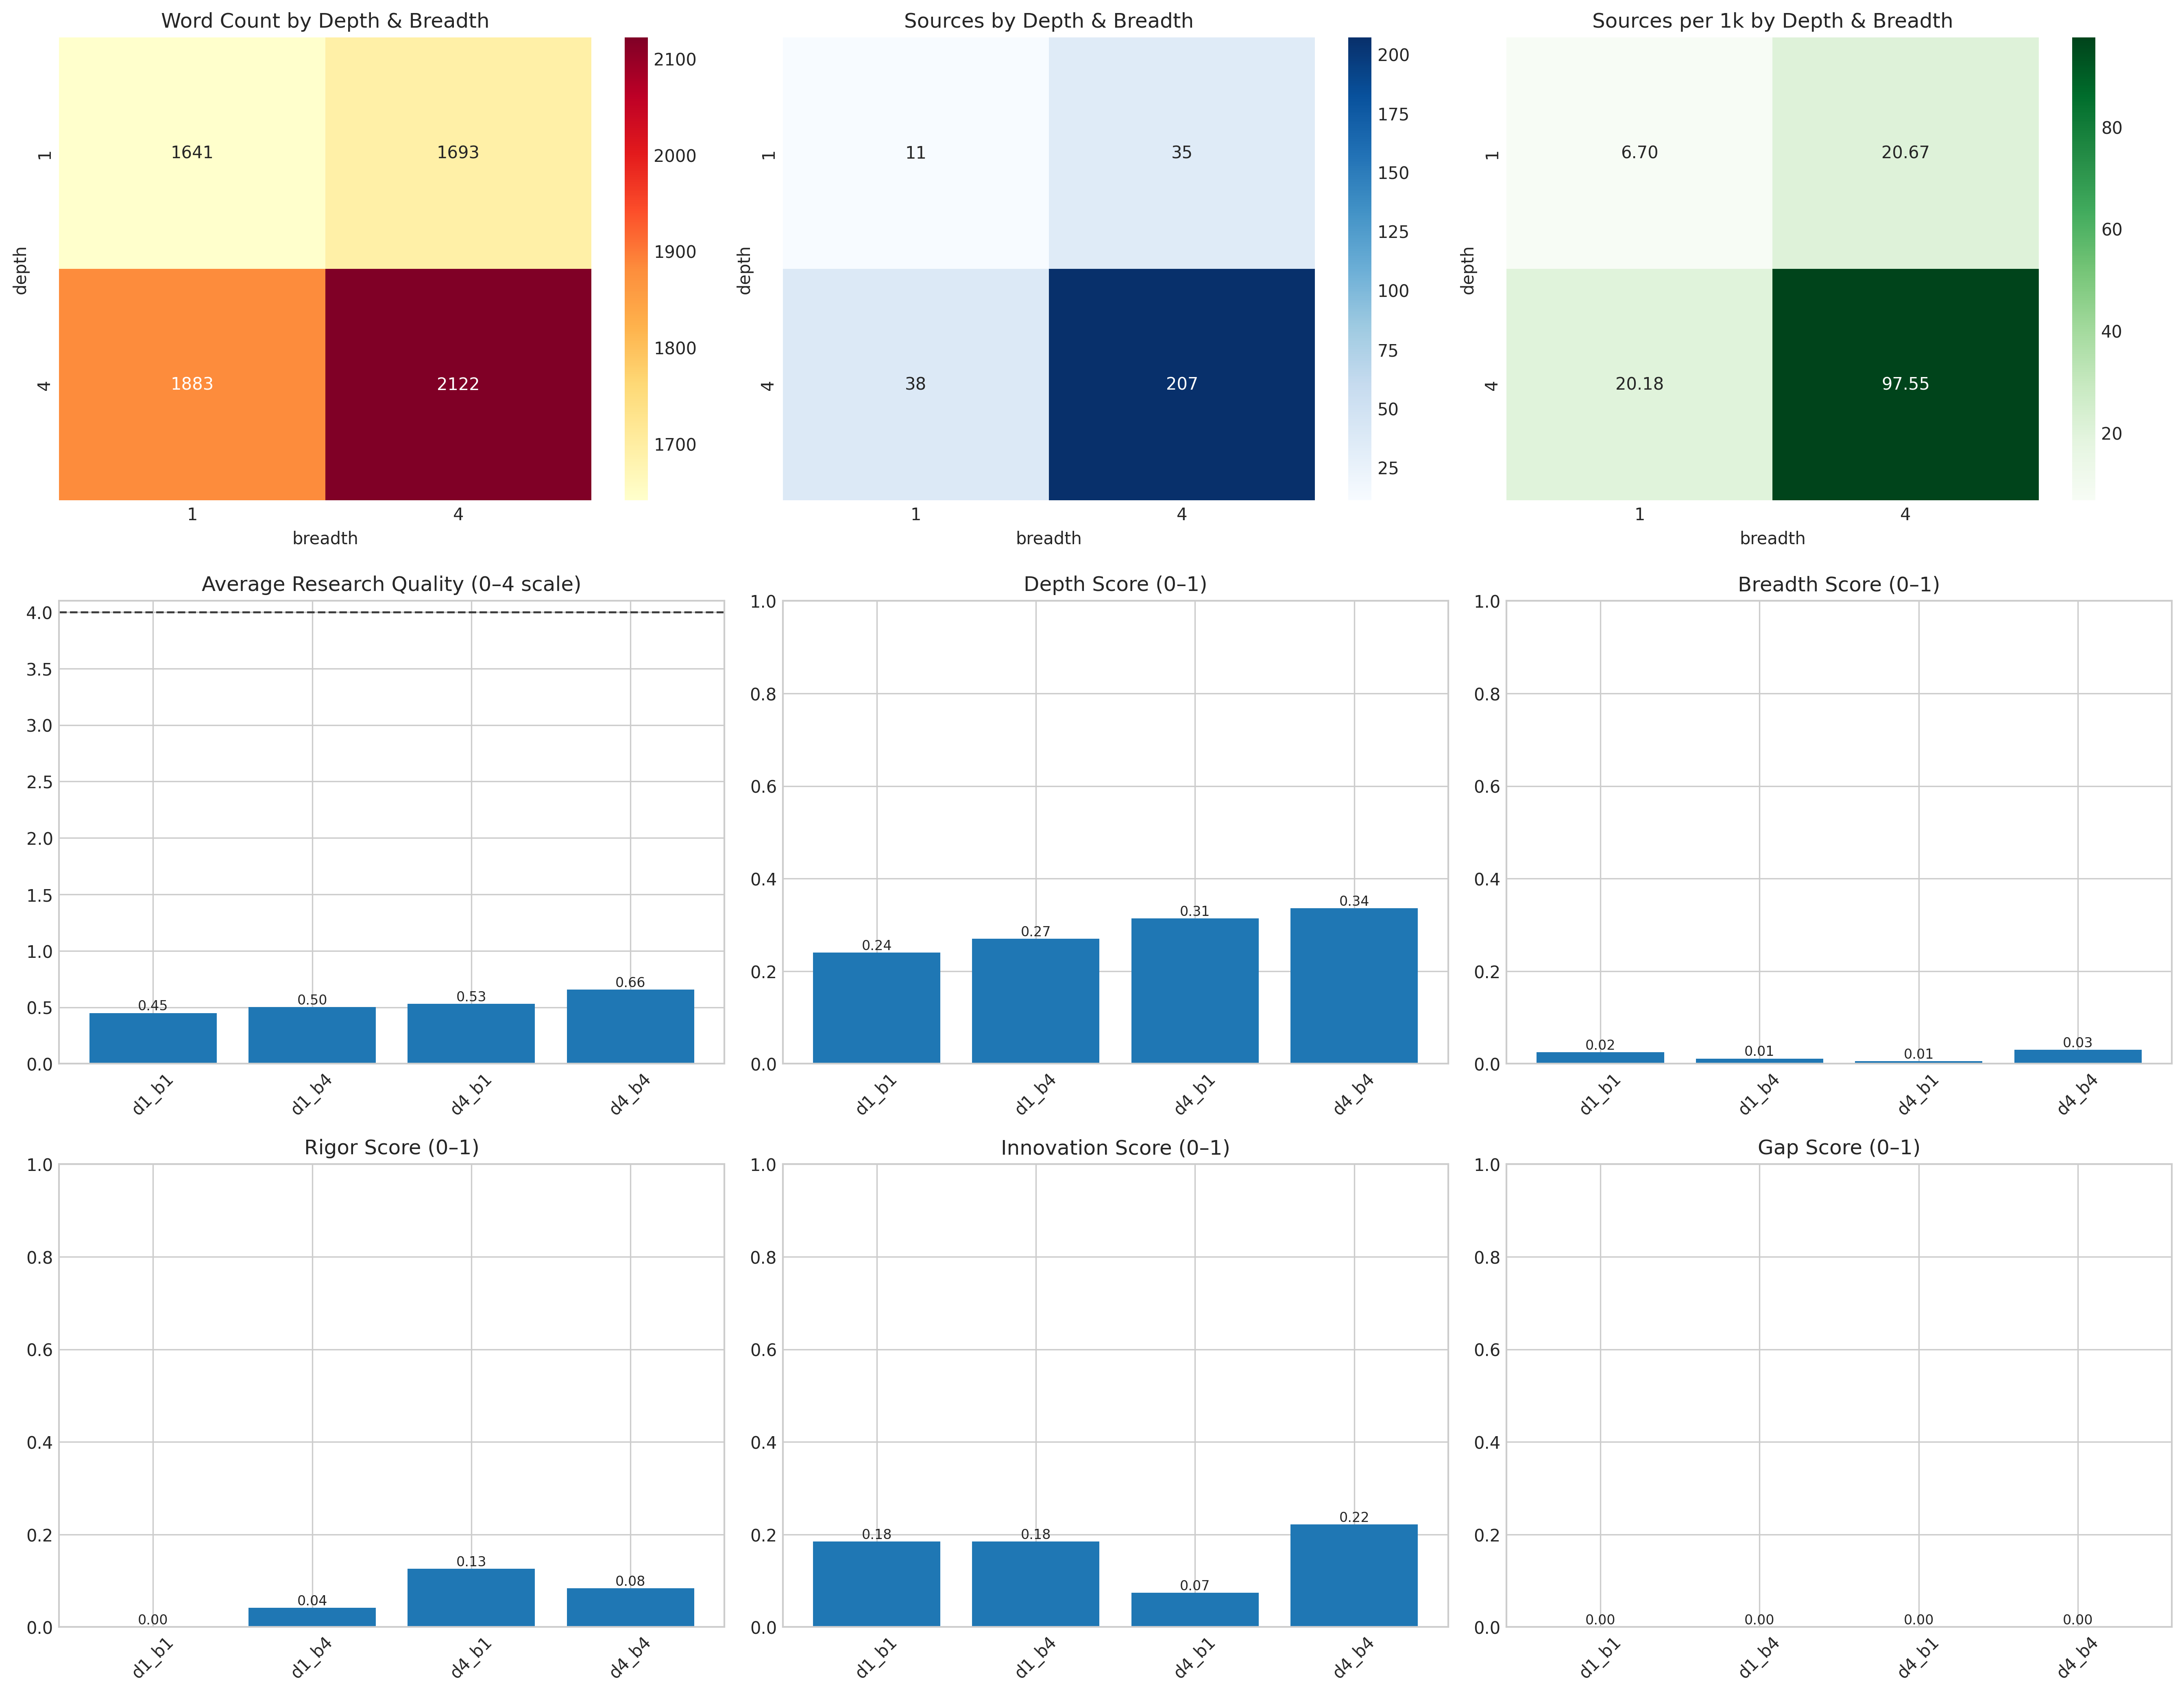 Word Count by Depth & Breadth
1641
1693
1883
2122
1
4
depth
1
4
breadth
2100
2000
1900
1800
1700
Sources by Depth & Breadth
11
35
38
207
1
4
depth
1
4
breadth
200
175
150
125
100
75
50
25
Sources per 1k by Depth & Breadth
6.70
20.67
20.18
97.55
1
4
depth
1
4
breadth
80
60
40
20
Average Research Quality (0–4 scale)
4.0
3.5
3.0
2.5
2.0
1.5
1.0
0.5
0.0
0.45
0.50
0.53
0.66
d1_b1
d1_b4
d4_b1
d4_b4
Depth Score (0–1)
1.0
0.8
0.6
0.4
0.2
0.0
0.24
0.27
0.31
0.34
d1_b1
d1_b4
d4_b1
d4_b4
Breadth Score (0–1)
1.0
0.8
0.6
0.4
0.2
0.0
0.02
0.01
0.01
0.03
d1_b1
d1_b4
d4_b1
d4_b4
Rigor Score (0–1)
1.0
0.8
0.6
0.4
0.2
0.0
0.00
0.04
0.13
0.08
d1_b1
d1_b4
d4_b1
d4_b4
Innovation Score (0–1)
1.0
0.8
0.6
0.4
0.2
0.0
0.18
0.18
0.07
0.22
d1_b1
d1_b4
d4_b1
d4_b4
Gap Score (0–1)
1.0
0.8
0.6
0.4
0.2
0.0
0.00
0.00
0.00
0.00
d1_b1
d1_b4
d4_b1
d4_b4